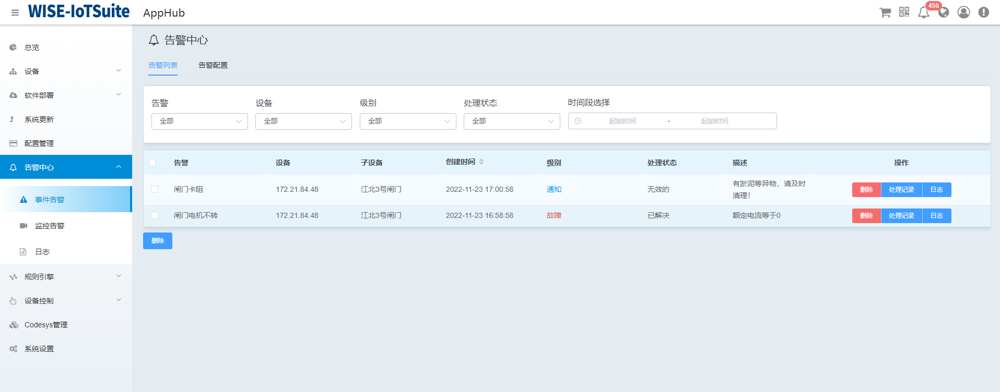 WISE-IoTSuite AppHub 456
总览
设备
软件部署
系统更新
配置管理
告警中心
事件告警
监控告警
日志
规则引擎
设备控制
Codesys管理
系统设置
告警中心
告警列表 告警配置
告警 设备 级别 处理状态 时间段选择
全部 全部 全部 全部 起始时间 - 起始时间
告警 设备 子设备 创建时间 级别 处理状态 描述 操作
闸门卡阻 172.21.84.48 江北3号闸门 2022-11-23 17:00:58 通知 无效的 有淤泥等异物，请及时 删除 处理记录 日志
清理！
闸门电机不转 172.21.84.48 江北3号闸门 2022-11-23 16:58:58 故障 已解决 额定电流等于0 删除 处理记录 日志
删除